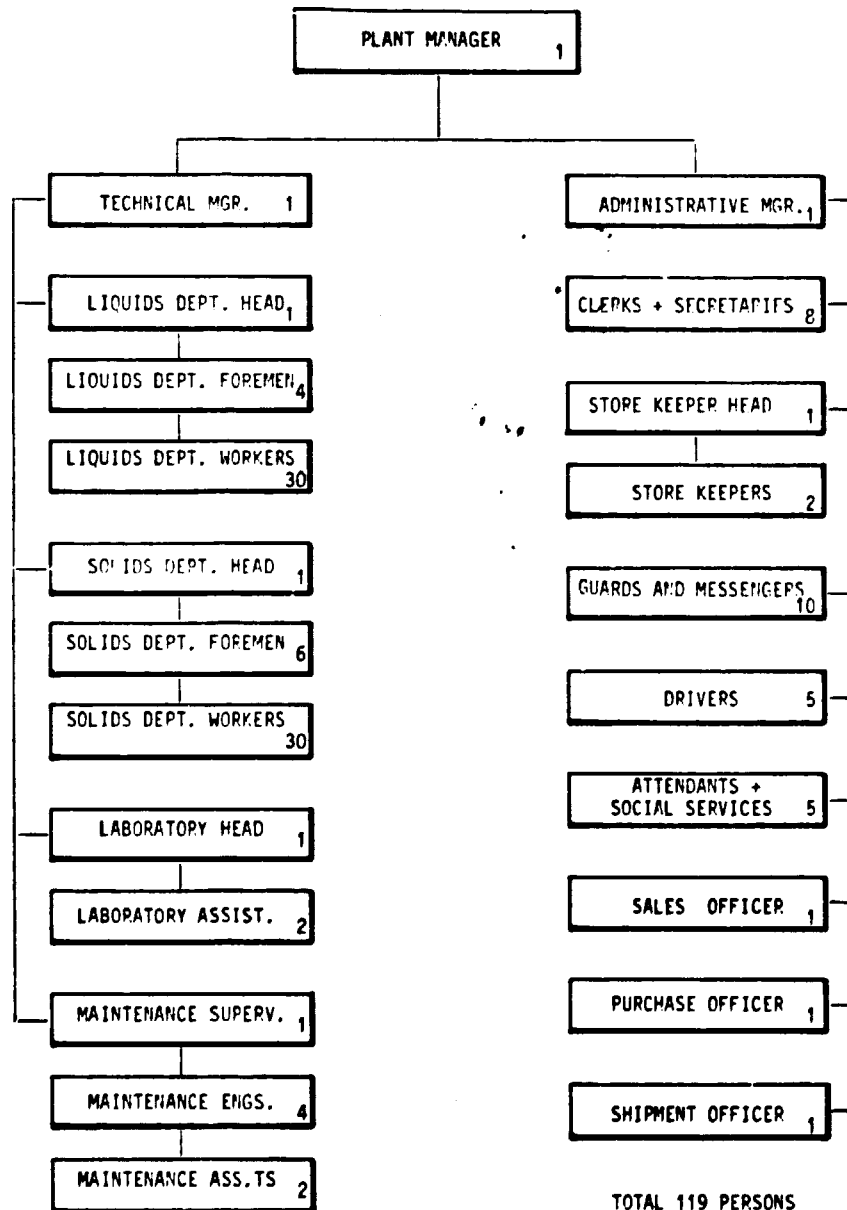 PLANT MANAGER 1
TECHNICAL MGR. 1
LIQUIDS DEPT. HEAD 1
LIQUIDS DEPT. FOREMEN 4
LIQUIDS DEPT. WORKERS
30
SOLIDS DEPT. HEAD 1
SOLIDS DEPT. FOREMEN 6
SOLIDS DEPT. WORKERS
30
LABORATORY HEAD 1
LABORATORY ASSIST. 2
MAINTENANCE SUPERV. 1
MAINTENANCE ENGS. 4
MAINTENANCE ASS.TS 2
ADMINISTRATIVE MGR. 1
CLERKS + SECRETARIES 8
STORE KEEPER HEAD 1
STORE KEEPERS 2
GUARDS AND MESSENGERS
10
DRIVERS 5
ATTENDANTS +
SOCIAL SERVICES 5
SALES OFFICER 1
PURCHASE OFFICER 1
SHIPMENT OFFICER 1
TOTAL 119 PERSONS